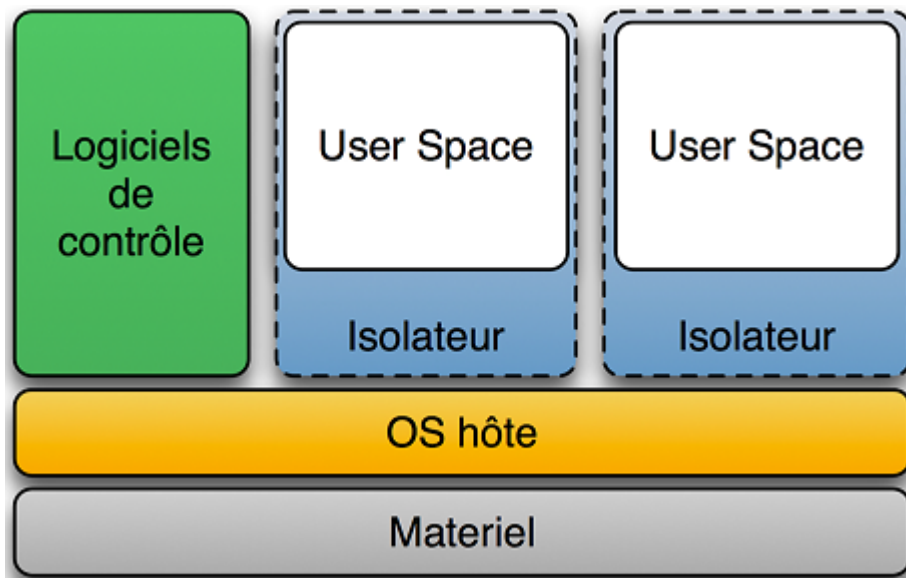 Logiciels
de
contrôle
User Space
Isolateur
User Space
Isolateur
OS hôte
Materiel